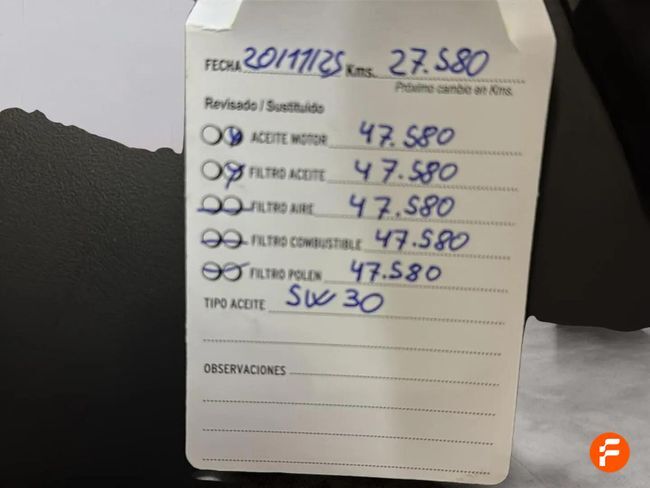 FECHA 20/11/25 Kms. 27.580
Próximo cambio en Kms.
Revisado / Sustituido
ACEITE MOTOR 47.580
FILTRO ACEITE 47.580
FILTRO AIRE 47.580
FILTRO COMBUSTIBLE 47.580
FILTRO POLEN 47.580
TIPO ACEITE 5W30
OBSERVACIONES
F